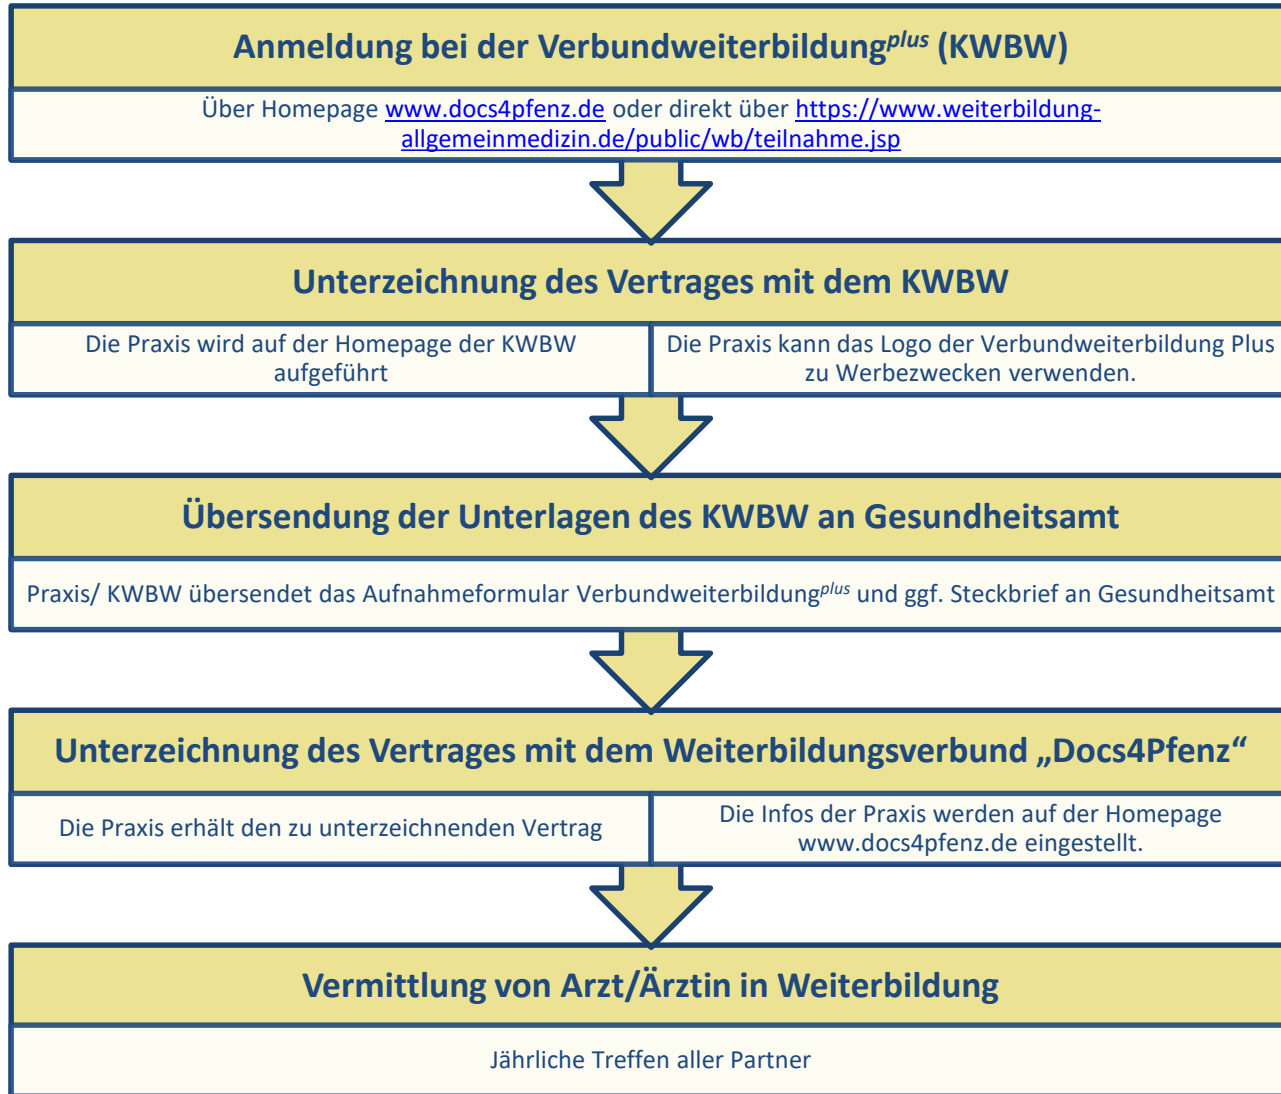 Anmeldung bei der Verbundweiterbildungplus (KWBW)
Über Homepage www.docs4pfenz.de oder direkt über https://www.weiterbildung-
allgemeinmedizin.de/public/wb/teilnahme.jsp
Unterzeichnung des Vertrages mit dem KWBW
Die Praxis wird auf der Homepage der KWBW
aufgeführt
Die Praxis kann das Logo der Verbundweiterbildung Plus
zu Werbezwecken verwenden.
Übersendung der Unterlagen des KWBW an Gesundheitsamt
Praxis/ KWBW übersendet das Aufnahmeformular Verbundweiterbildungplus und ggf. Steckbrief an Gesundheitsamt
Unterzeichnung des Vertrages mit dem Weiterbildungsverbund „Docs4Pfenz“
Die Praxis erhält den zu unterzeichnenden Vertrag
Die Infos der Praxis werden auf der Homepage
www.docs4pfenz.de eingestellt.
Vermittlung von Arzt/Ärztin in Weiterbildung
Jährliche Treffen aller Partner